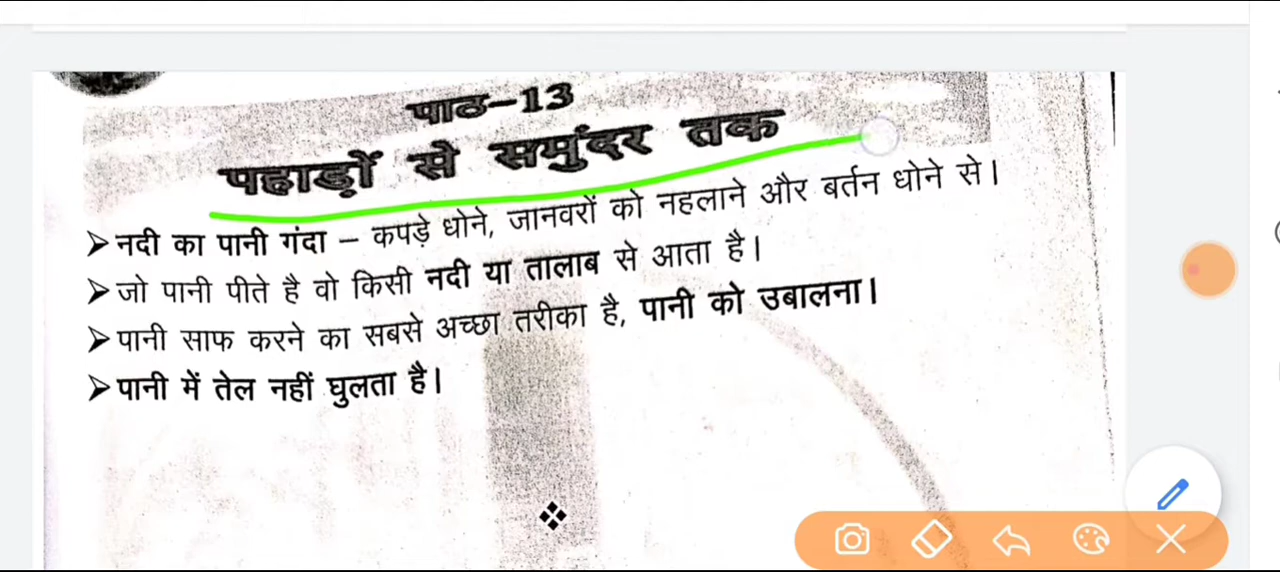 पाठ–13
पहाड़ों से समुंदर तक
➢नदी का पानी गंदा – कपड़े धोने, जानवरों को नहलाने और बर्तन धोने से।
➢जो पानी पीते है वो किसी नदी या तालाब से आता है।
➢पानी साफ करने का सबसे अच्छा तरीका है, पानी को उबालना।
➢पानी में तेल नहीं घुलता है।